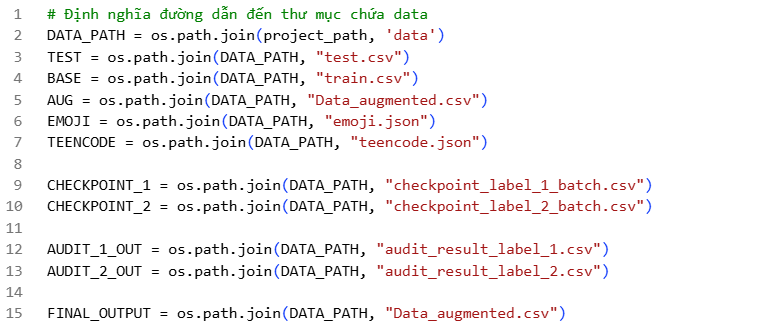 1 # Định nghĩa đường dẫn đến thư mục chứa data
2 DATA_PATH = os.path.join(project_path, 'data')
3 TEST = os.path.join(DATA_PATH, "test.csv")
4 BASE = os.path.join(DATA_PATH, "train.csv")
5 AUG = os.path.join(DATA_PATH, "Data_augmented.csv")
6 EMOJI = os.path.join(DATA_PATH, "emoji.json")
7 TEENCODE = os.path.join(DATA_PATH, "teencode.json")
8
9 CHECKPOINT_1 = os.path.join(DATA_PATH, "checkpoint_label_1_batch.csv")
10 CHECKPOINT_2 = os.path.join(DATA_PATH, "checkpoint_label_2_batch.csv")
11
12 AUDIT_1_OUT = os.path.join(DATA_PATH, "audit_result_label_1.csv")
13 AUDIT_2_OUT = os.path.join(DATA_PATH, "audit_result_label_2.csv")
14
15 FINAL_OUTPUT = os.path.join(DATA_PATH, "Data_augmented.csv")